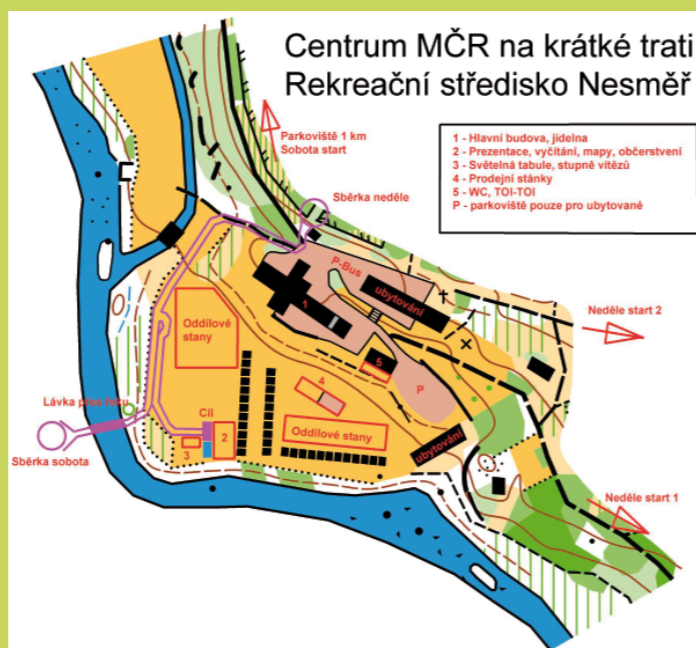 Centrum MČR na krátké trati
Rekreační středisko Nesměř
Parkoviště 1 km
Sobota start
1 - Hlavní budova, jídelna
2 - Prezentace, vyčítání, mapy, občerstvení
3 - Světelná tabule, stupně vítězů
4 - Prodejní stánky
5 - WC, TOI-TOI
P - parkoviště pouze pro ubytované
Sběrka neděle
P-Bus
ubytování
1
Neděle start 2
Oddílové
stany
5
4
P
Lávka přes řeku
Cíl
Oddílové stany
2
3
ubytování
Sběrka sobota
Neděle start 1